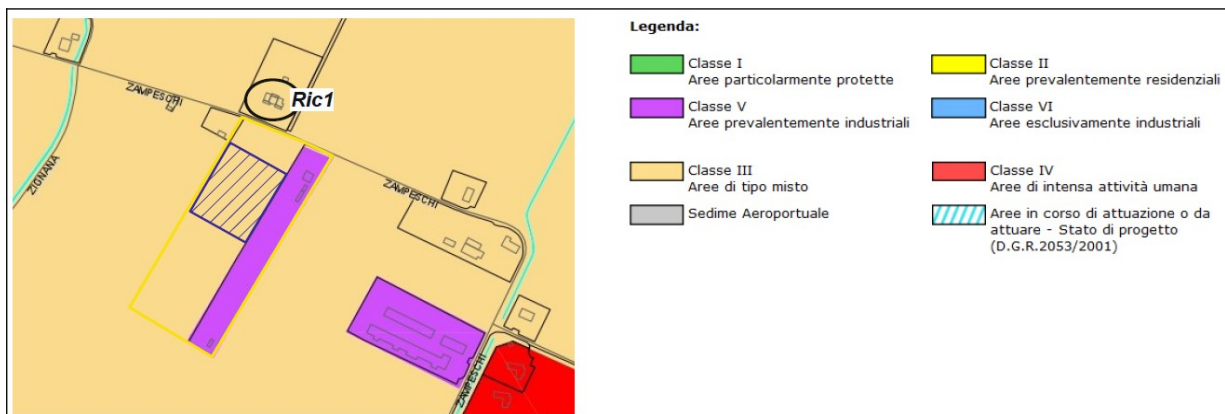 Ric1
ZAMPESCHI
ZIGNANA
ZAMPESCHI
ZAMPESCHI
Legenda:
Classe I
Aree particolarmente protette
Classe II
Aree prevalentemente residenziali
Classe V
Aree prevalentemente industriali
Classe VI
Aree esclusivamente industriali
Classe III
Aree di tipo misto
Classe IV
Aree di intensa attività umana
Sedime Aeroportuale
Aree in corso di attuazione o da
attuare - Stato di progetto
(D.G.R.2053/2001)